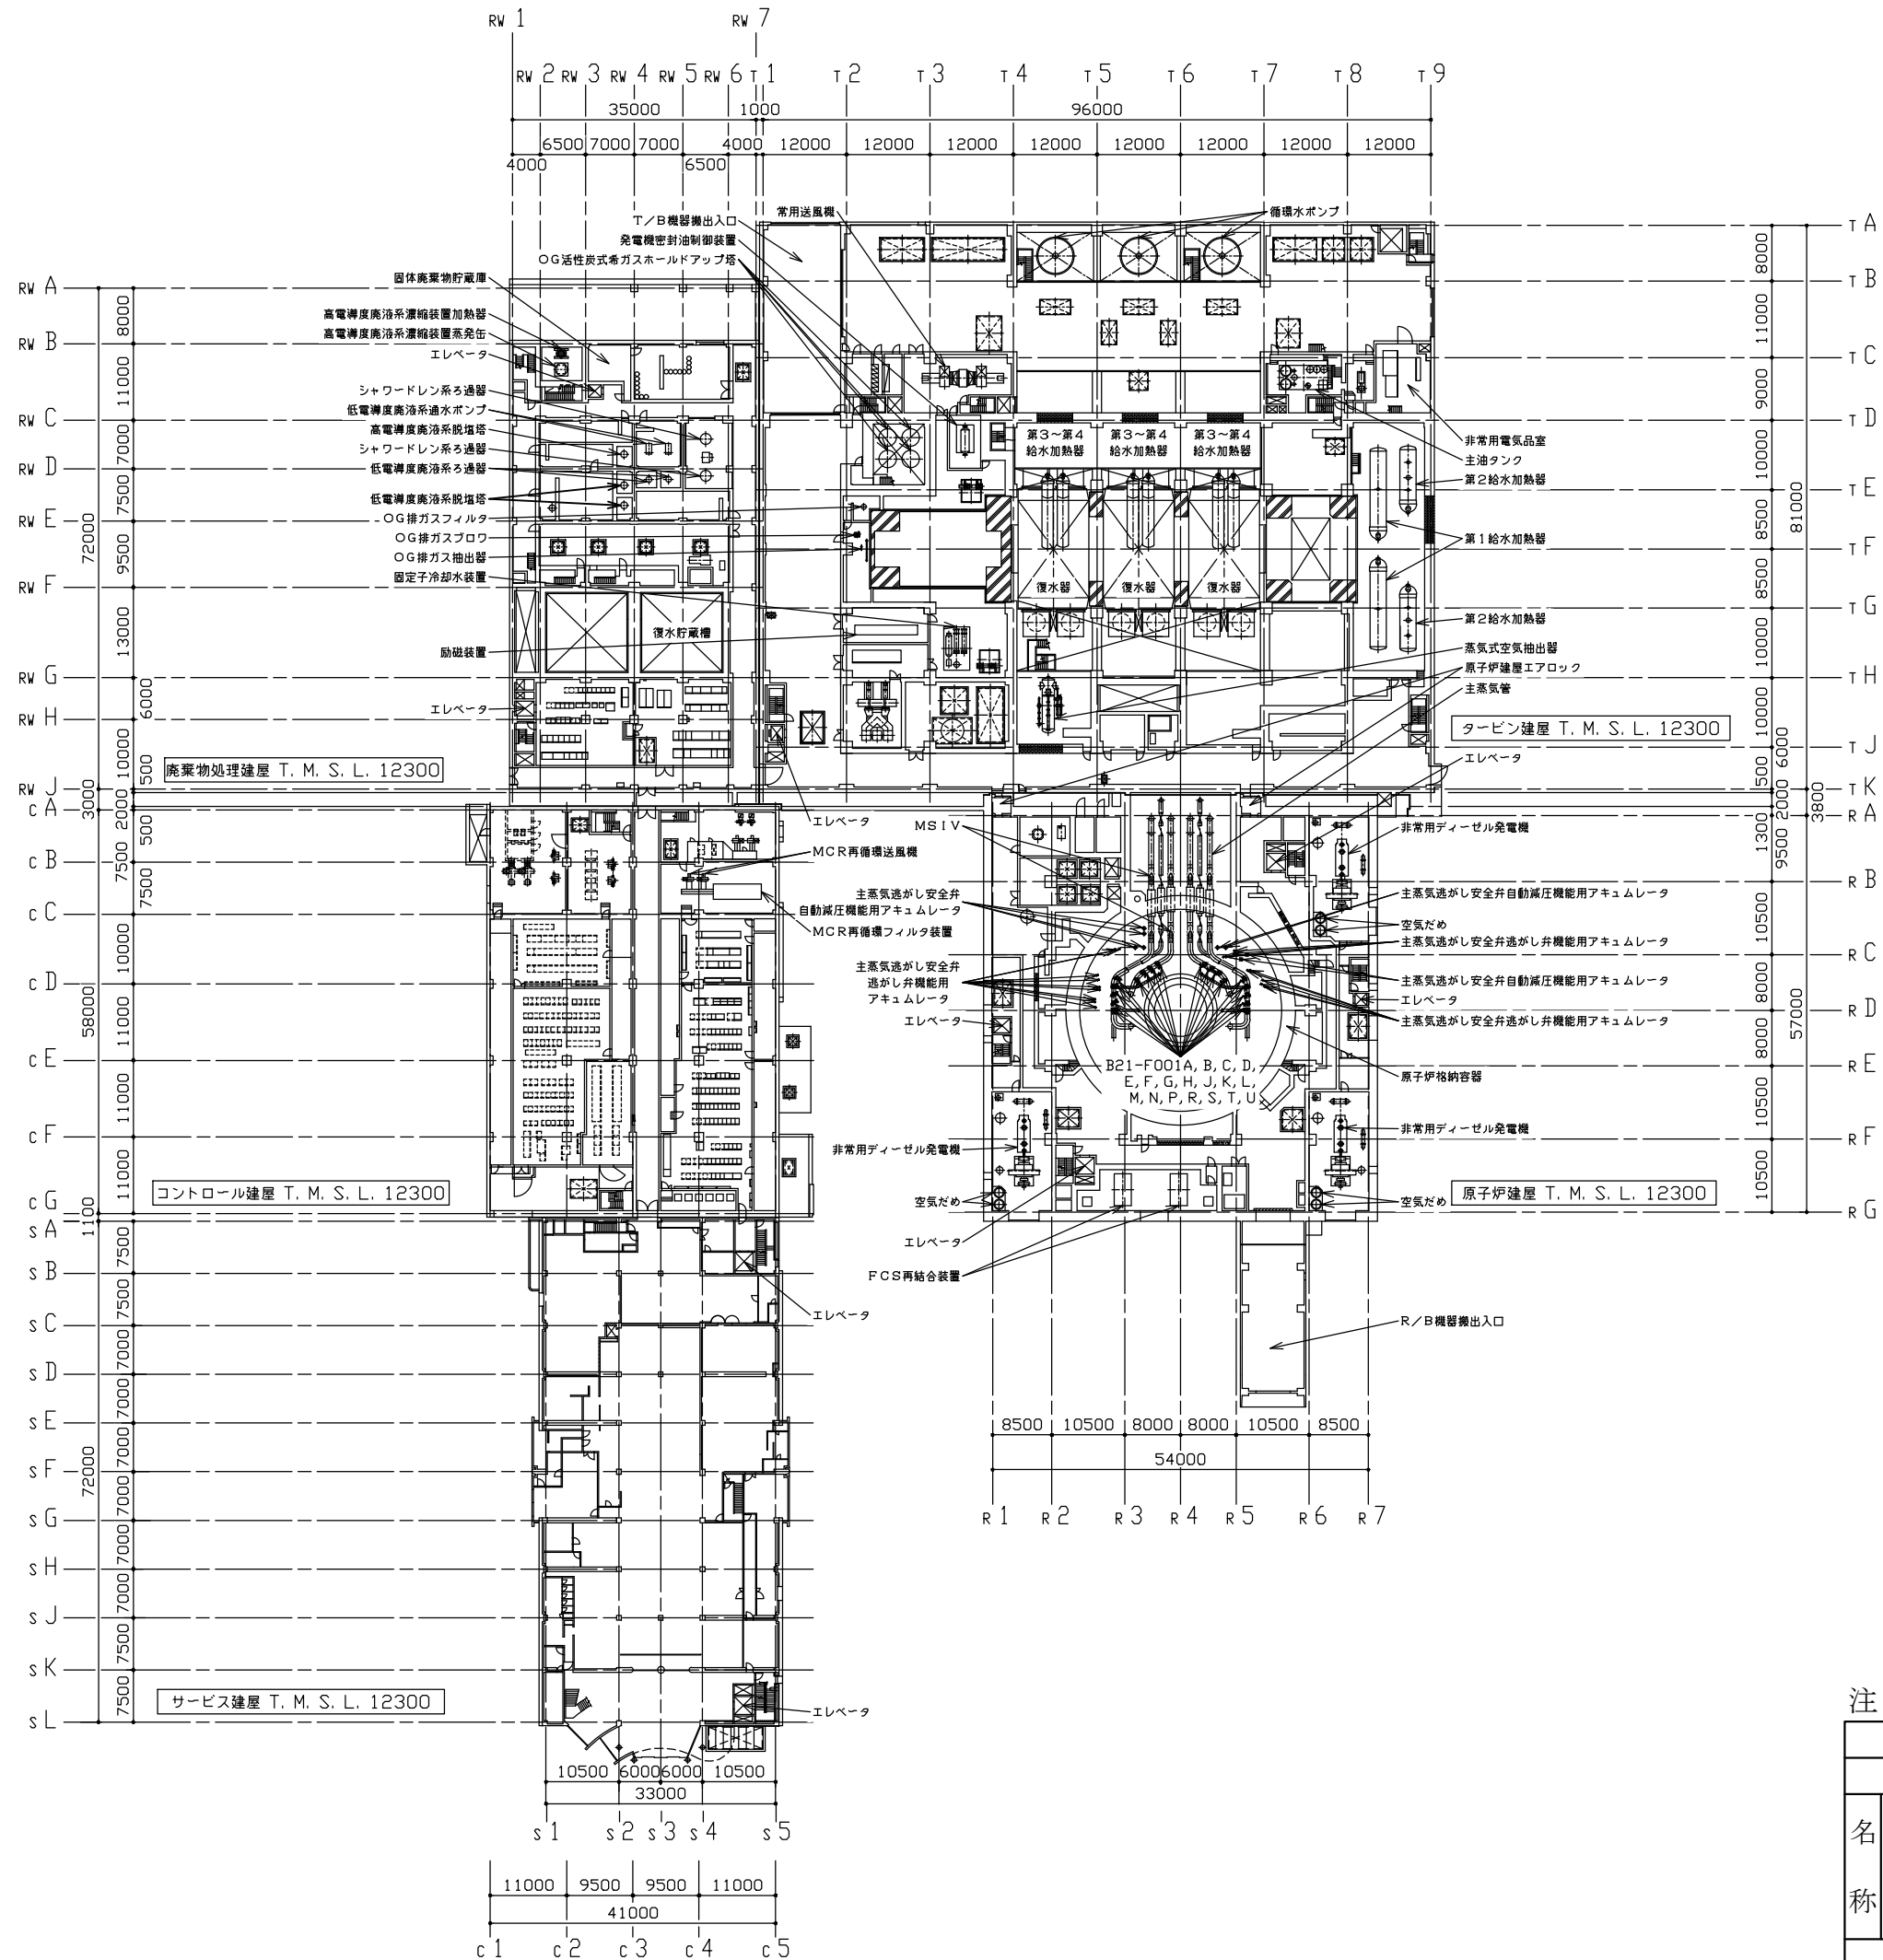 RW 1
RW 7
RW 2 RW 3 RW 4 RW 5 RW 6 T 1 T 2 T 3 T 4 T 5 T 6 T 7 T 8 T 9
35000 1000 96000
6500 7000 7000 4000 12000 12000 12000 12000 12000 12000 12000 12000
4000 6500
T/B機器搬出入口
常用送風機
循環水ポンプ
発電機密封油制御装置
OG活性炭式希ガスホールドアップ塔
固体廃棄物貯蔵庫
高電導度廃液系濃縮装置加熱器
高電導度廃液系濃縮装置蒸発缶
エレベータ
シャワードレン系ろ過器
低電導度廃液系通水ポンプ
高電導度廃液系脱塩塔
シャワードレン系ろ過器
低電導度廃液系ろ過器
低電導度廃液系脱塩塔
OG排ガスフィルタ
OG排ガスブロワ
OG排ガス抽出器
固定子冷却水装置
復水貯蔵槽
励磁装置
エレベータ
第3~第4
給水加熱器
第3~第4
給水加熱器
第3~第4
給水加熱器
復水器 復水器 復水器
非常用電気品室
主油タンク
第2給水加熱器
第1給水加熱器
第2給水加熱器
蒸気式空気抽出器
原子炉建屋エアロック
主蒸気管
タービン建屋 T. M. S. L. 12300
エレベータ
RW A
RW B
RW C
RW D
RW E
RW F
RW G
RW H
RW J
8000
11000
7000
7500
9500
13000
6000
10000
500
72000
3000
2000
廃棄物処理建屋 T. M. S. L. 12300
T A
T B
T C
T D
T E
T F
T G
T H
T J
T K
8000
11000
9000
10000
10000
8500
8500
10000
10000
6000
500
81000
2000
3800
1300
C A
C B
C C
C D
C E
C F
C G
500
7500
7500
10000
11000
11000
11000
58000
1100
コントロール建屋 T. M. S. L. 12300
エレベータ
MCR再循環送風機
MCR再循環フィルタ装置
MSIV
主蒸気逃がし安全弁
自動減圧機能用アキュムレータ
主蒸気逃がし安全弁
逃がし弁機能用
アキュムレータ
エレベータ
非常用ディーゼル発電機
空気だめ
エレベータ
FCS再結合装置
B21-F001A, B, C, D,
E, F, G, H, J, K, L,
M, N, P, R, S, T, U
非常用ディーゼル発電機
主蒸気逃がし安全弁自動減圧機能用アキュムレータ
空気だめ
主蒸気逃がし安全弁逃がし弁機能用アキュムレータ
主蒸気逃がし安全弁自動減圧機能用アキュムレータ
エレベータ
主蒸気逃がし安全弁逃がし弁機能用アキュムレータ
原子炉格納容器
非常用ディーゼル発電機
空気だめ
原子炉建屋 T. M. S. L. 12300
R/B機器搬出入口
R A
R B
R C
R D
R E
R F
R G
9500
10500
8000
8000
10500
10500
57000
8500 10500 8000 8000 10500 8500
54000
R 1 R 2 R 3 R 4 R 5 R 6 R 7
S A
S B
S C
S D
S E
S F
S G
S H
S J
S K
S L
7500
7500
7000
7000
7000
7000
7000
7000
7500
7500
72000
エレベータ
サービス建屋 T. M. S. L. 12300
エレベータ
10500 6000 6000 10500
33000
S 1 S 2 S 3 S 4 S 5
11000 9500 9500 11000
41000
C 1 C 2 C 3 C 4 C 5
注
名
称